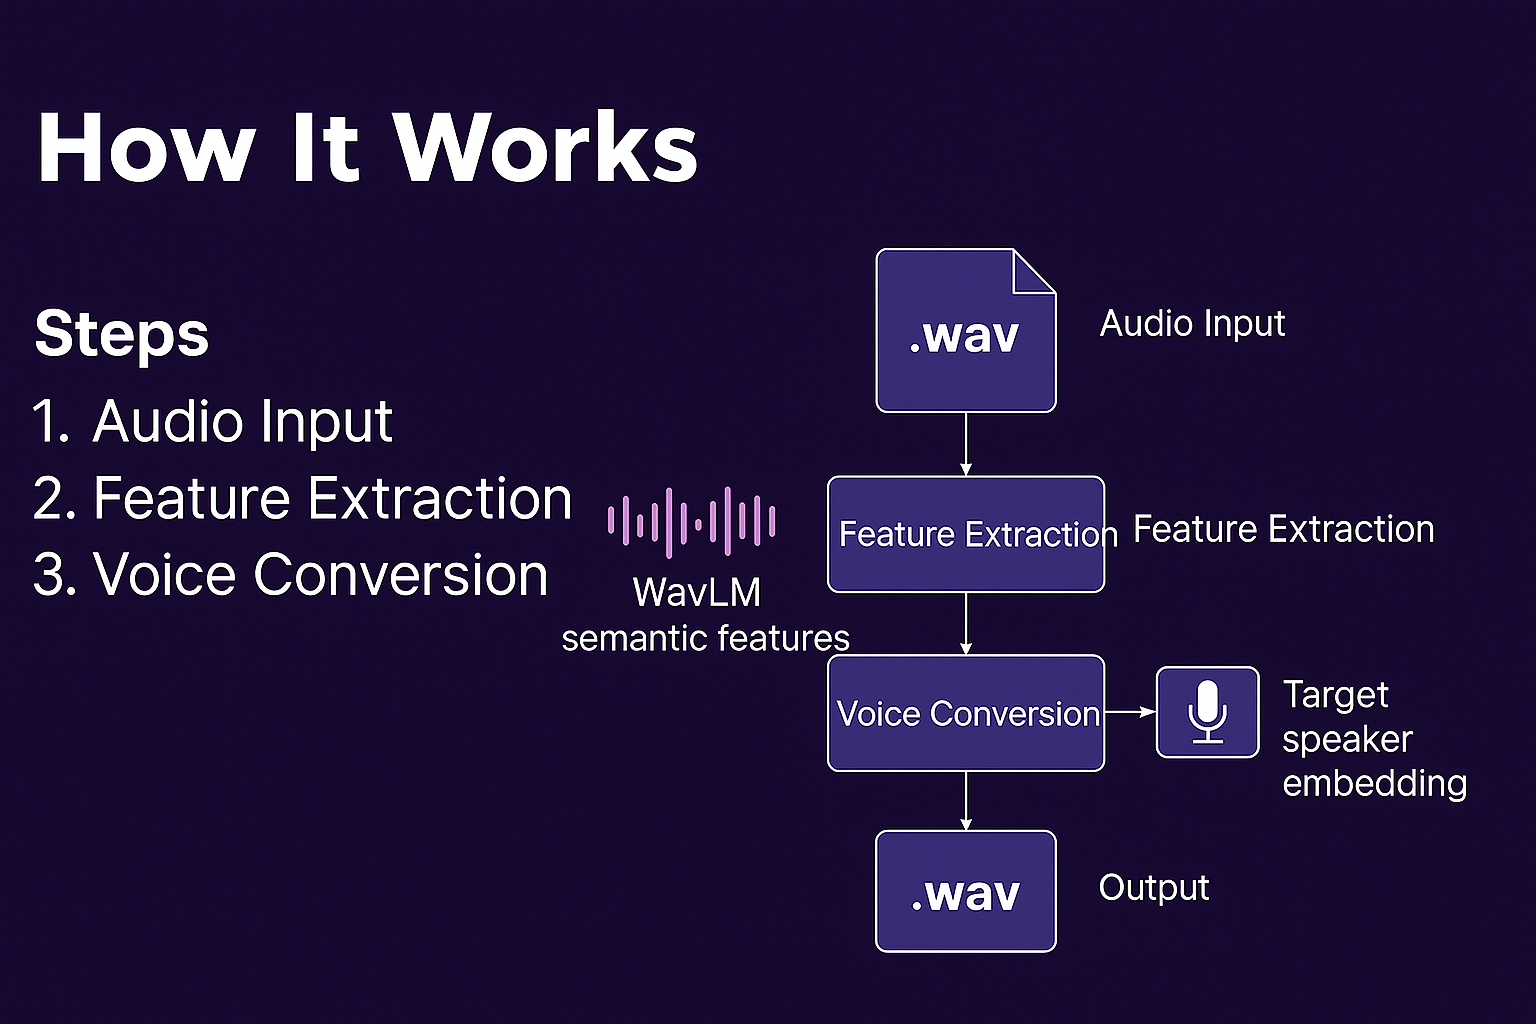 How It Works
Steps
1. Audio Input
2. Feature Extraction
3. Voice Conversion
WavLM
semantic features
.wav
Audio Input
Feature Extraction
Feature Extraction
Voice Conversion
Target
speaker
embedding
.wav
Output